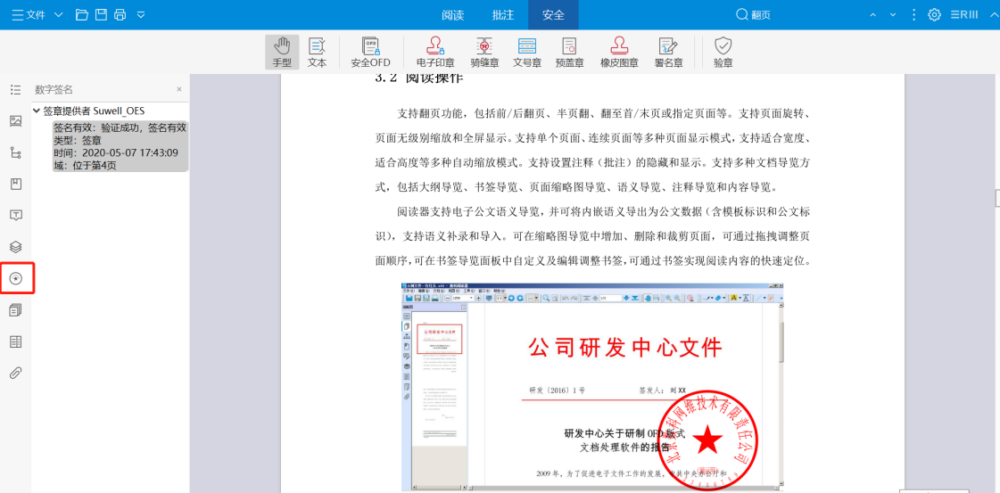 文件
阅读 批注 安全
翻页
手型 文本 安全OFD 电子印章 骑缝章 文号章 预盖章 橡皮图章 署名章 验章
数字签名 ×
签章提供者 Suwell_OES
签名有效：验证成功，签名有效
类型：签章
时间：2020-05-07 17:43:09
域：位于第4页
3.2 阅读操作
支持翻页功能，包括前/后翻页、半页翻、翻至首/末页或指定页面等。支持页面旋转、
页面无级别缩放和全屏显示。支持单个页面、连续页面等多种页面显示模式，支持适合宽度、
适合高度等多种自动缩放模式。支持设置注释（批注）的隐藏和显示。支持多种文档导览方
式，包括大纲导览、书签导览、页面缩略图导览、语义导览、注释导览和内容导览。
阅读器支持电子公文语义导览，并可将内嵌语义导出为公文数据（含模板标识和公文标
识），支持语义补录和导入。可在缩略图导览中增加、删除和裁剪页面，可通过拖拽调整页
面顺序，可在书签导览面板中自定义及编辑调整书签，可通过书签实现阅读内容的快速定位。
公司研发中心文件
研发〔2016〕1号 签发人：刘XX
研发中心关于研制 OFD 版式
文档处理软件的报告
2009年，为了促进电子文件工作的发展，中共中央办公厅和